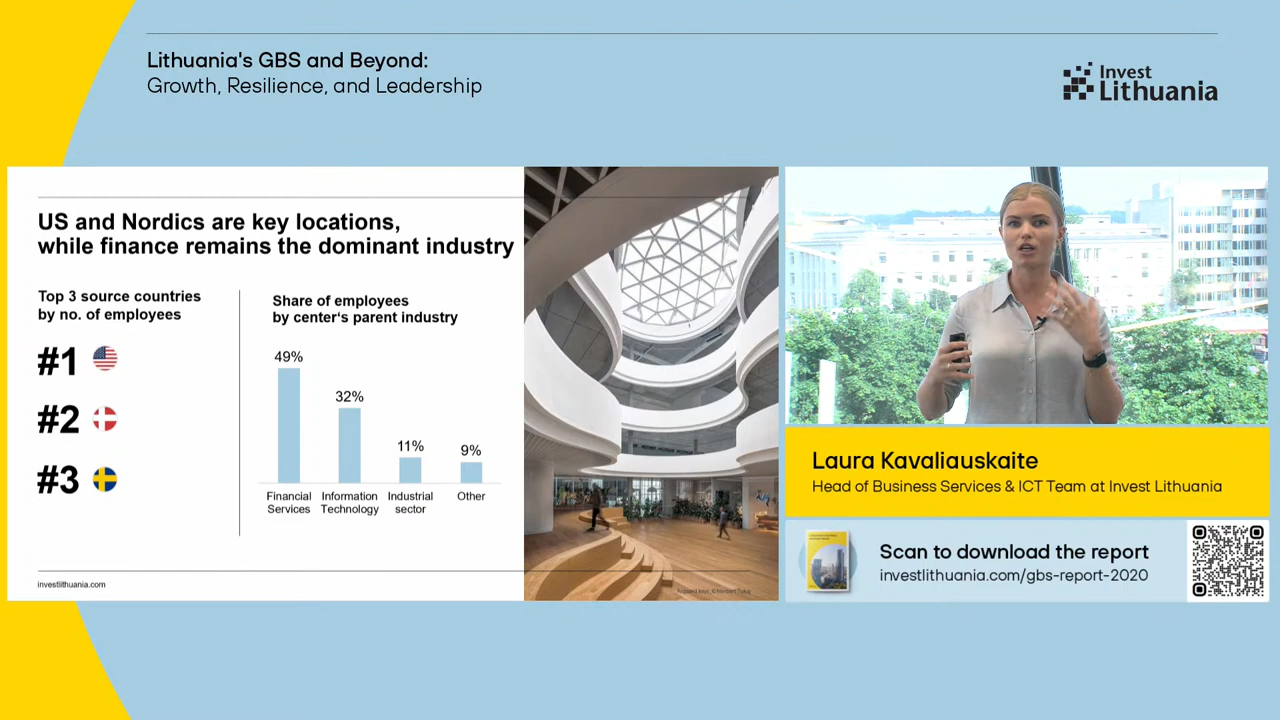 Lithuania's GBS and Beyond:
Growth, Resilience, and Leadership
Invest
Lithuania
US and Nordics are key locations,
while finance remains the dominant industry
Top 3 source countries
by no. of employees
#1
#2
#3
Share of employees
by center's parent industry
49%
32%
11%
9%
Financial
Services
Information
Technology
Industrial
sector
Other
investlithuania.com
Laura Kavaliauskaite
Head of Business Services & ICT Team at Invest Lithuania
Scan to download the report
investlithuania.com/gbs-report-2020